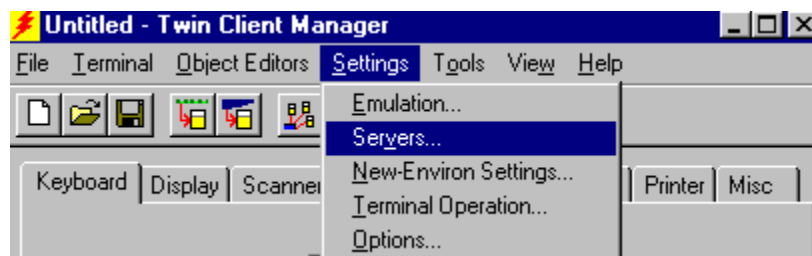 Untitled - Twin Client Manager
File Terminal Object Editors Settings Tools View Help
Emulation...
Servers...
New-Environ Settings...
Terminal Operation...
Options...
Keyboard Display Scanner Printer Misc